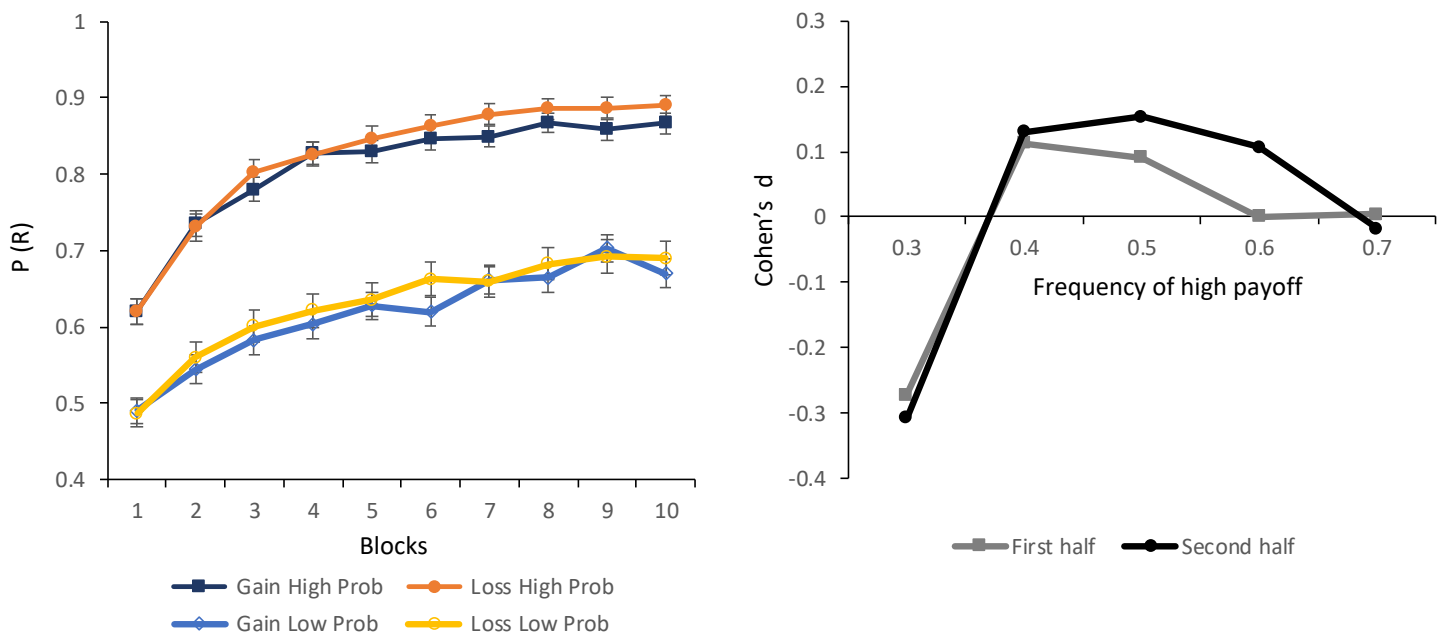 1
0.9
0.8
0.7
0.6
0.5
0.4
P (R)
1 2 3 4 5 6 7 8 9 10
Blocks
Gain High Prob Loss High Prob
Gain Low Prob Loss Low Prob
0.3
0.2
0.1
0
-0.1
-0.2
-0.3
-0.4
Cohen's d
0.3 0.4 0.5 0.6 0.7
Frequency of high payoff
First half Second half